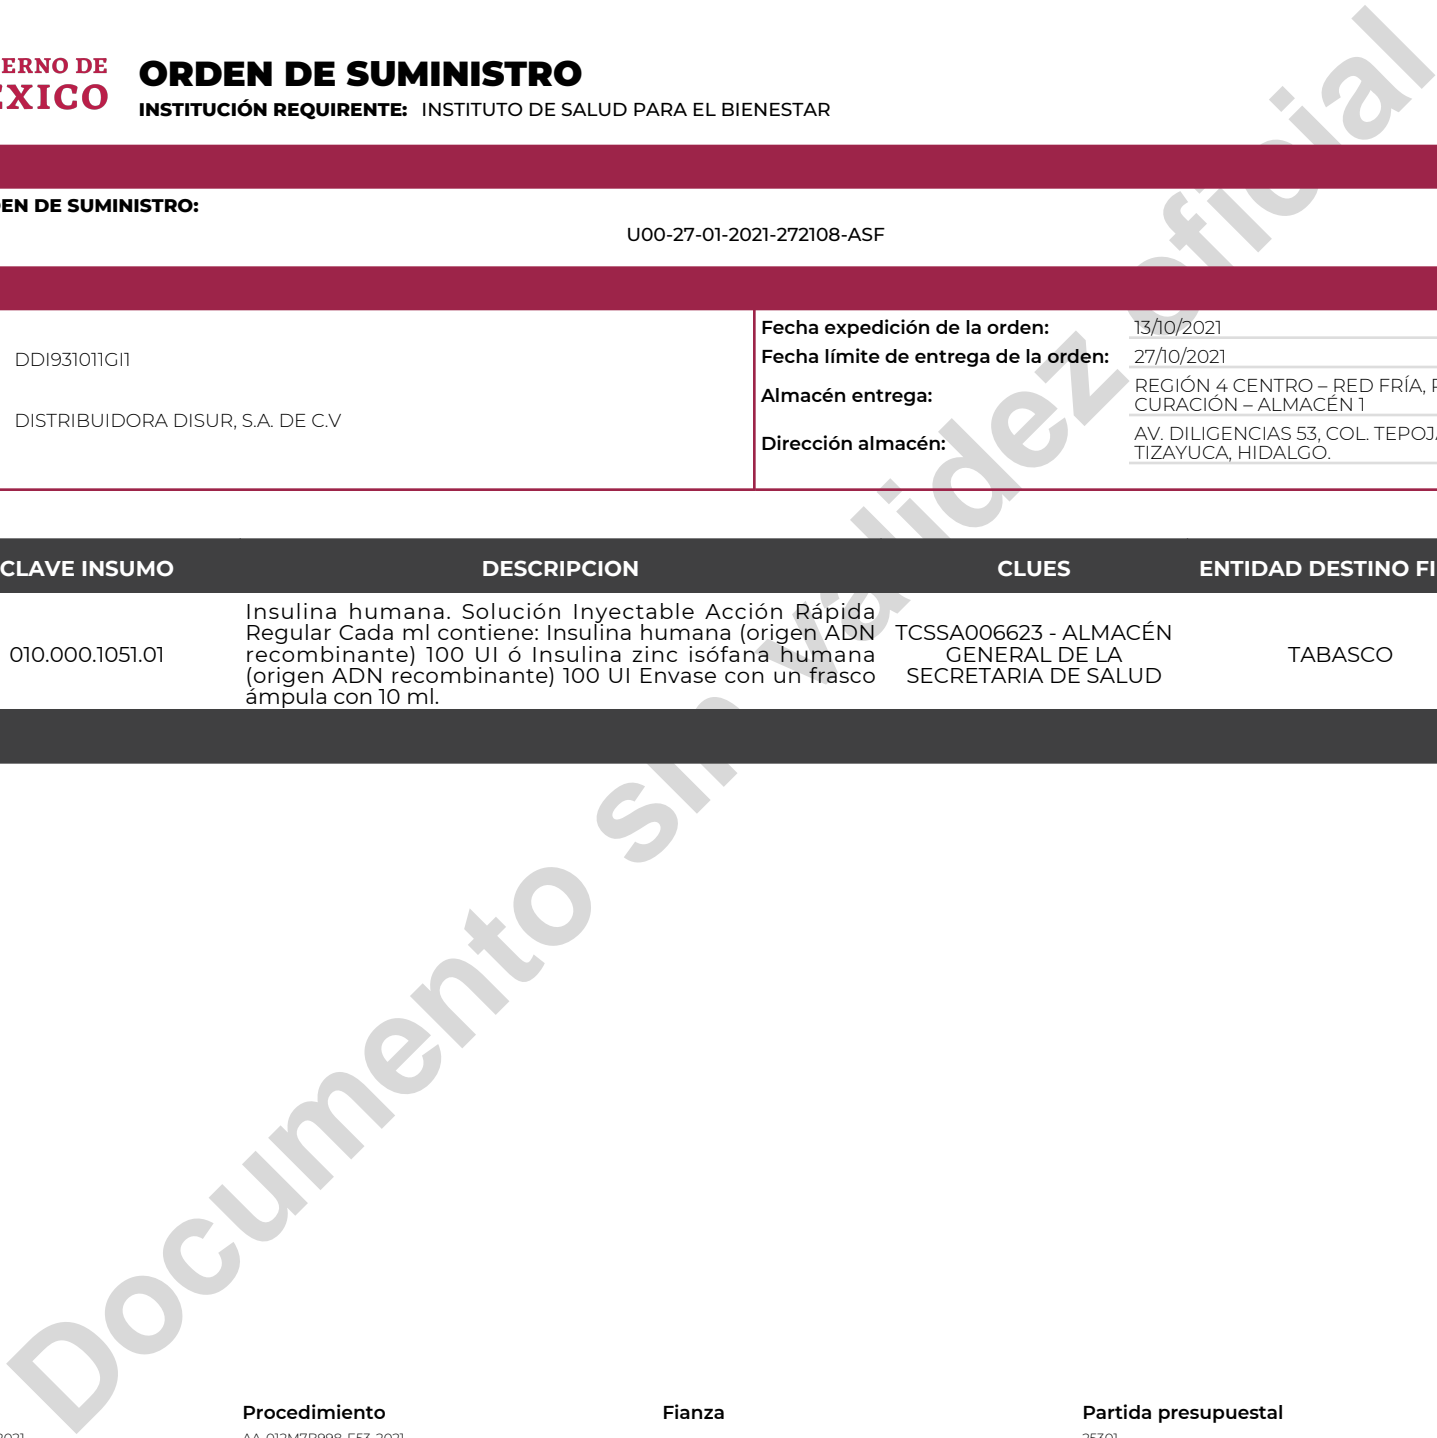 ORDEN DE SUMINISTRO
INSTITUCIÓN REQUIRENTE: INSTITUTO DE SALUD PARA EL BIENESTAR
ERNO DE
EXICO
EN DE SUMINISTRO:
U00-27-01-2021-272108-ASF
DDI931011GI1
DISTRIBUIDORA DISUR, S.A. DE C.V
Fecha expedición de la orden: 13/10/2021
Fecha límite de entrega de la orden: 27/10/2021
Almacén entrega:
REGIÓN 4 CENTRO – RED FRÍA,
CURACIÓN – ALMACÉN 1
Dirección almacén:
AV. DILIGENCIAS 53, COL. TEPOJ
TIZAYUCA, HIDALGO.
CLAVE INSUMO DESCRIPCION CLUES ENTIDAD DESTINO FI
010.000.1051.01
Insulina humana. Solución Inyectable Acción Rápida
Regular Cada ml contiene: Insulina humana (origen ADN
recombinante) 100 UI ó Insulina zinc isófana humana
(origen ADN recombinante) 100 UI Envase con un frasco
ámpula con 10 ml.
TCSSA006623 - ALMACÉN
GENERAL DE LA
SECRETARIA DE SALUD
TABASCO
Documento sin validez oficial
Procedimiento Fianza Partida presupuestal